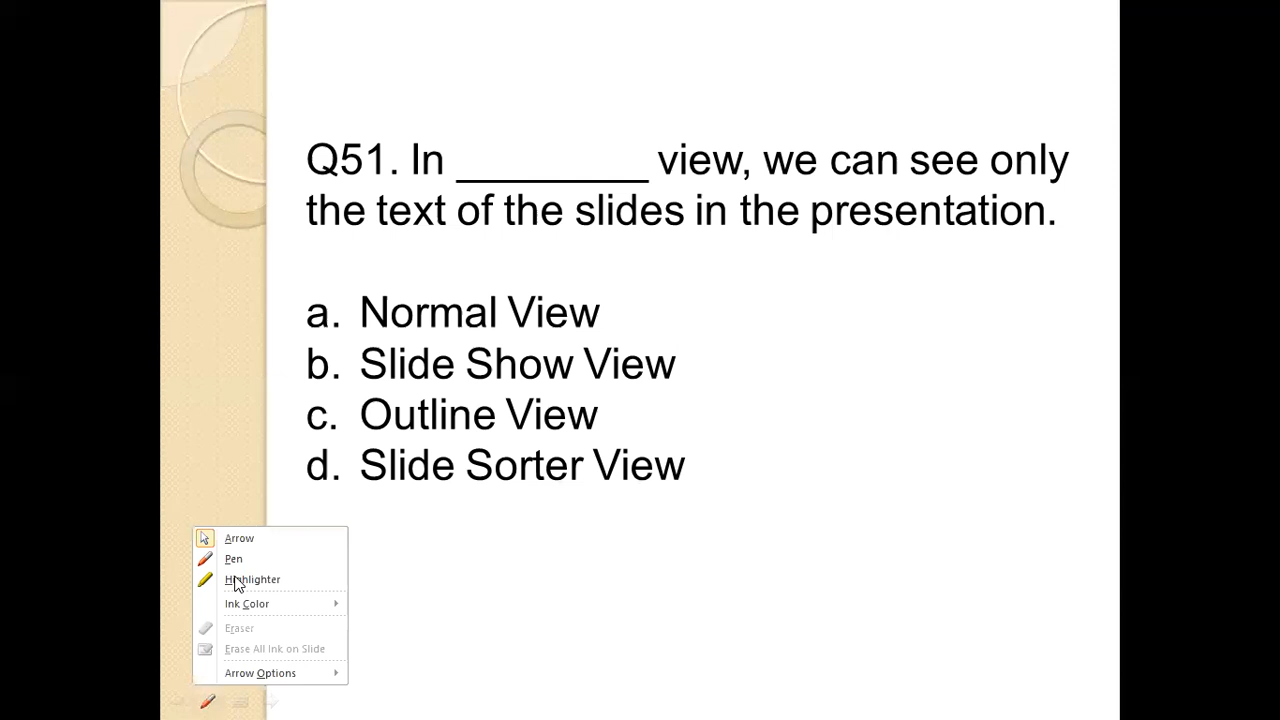 Q51. In ________ view, we can see only
the text of the slides in the presentation.
a. Normal View
b. Slide Show View
c. Outline View
d. Slide Sorter View
Arrow
Pen
Highlighter
Ink Color
Eraser
Erase All Ink on Slide
Arrow Options